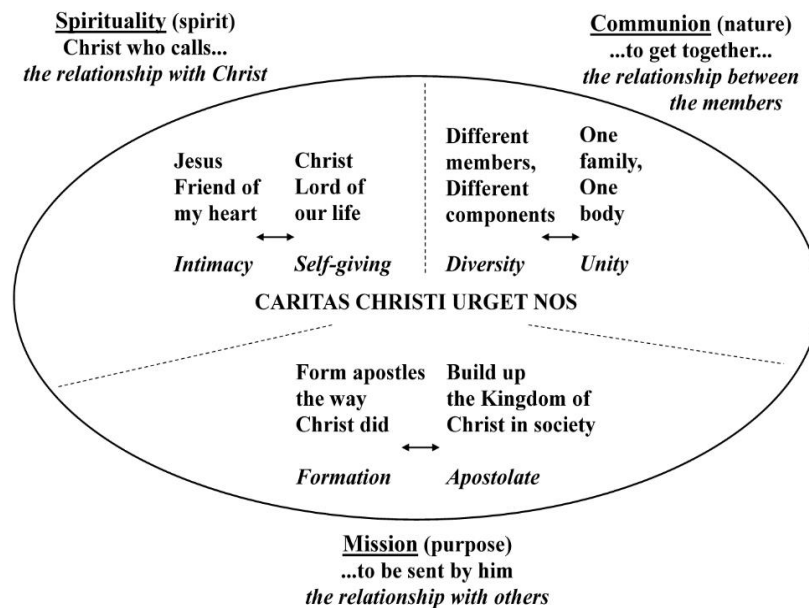 Spirituality (spirit)
Christ who calls...
the relationship with Christ
Communion (nature)
...to get together...
the relationship between
the members
Jesus
Friend of
my heart
Intimacy
Christ
Lord of
our life
Self-giving
Different
members,
Different
components
Diversity
One
family,
One
body
Unity
CARITAS CHRISTI URGET NOS
Form apostles
the way
Christ did
Formation
Build up
the Kingdom of
Christ in society
Apostolate
Mission (purpose)
...to be sent by him
the relationship with others